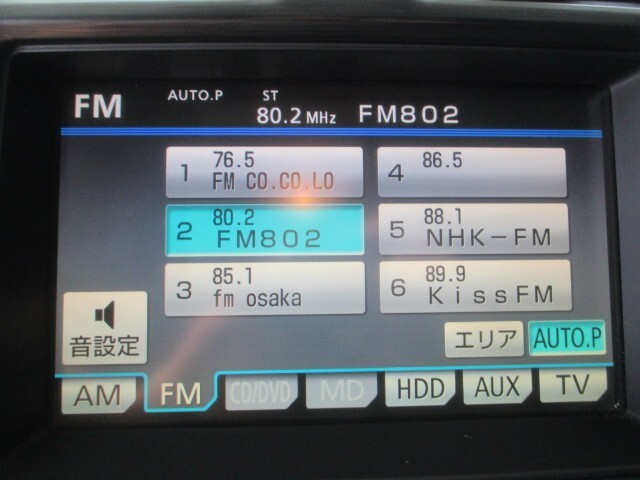 FM AUTO.P ST 80.2 MHz FM802
1 76.5 FM CO.CO.LO
2 80.2 FM802
3 85.1 fm osaka
4 86.5
5 88.1 NHK-FM
6 89.9 KissFM
音設定
エリア AUTO.P
AM FM CD/DVD MD HDD AUX TV